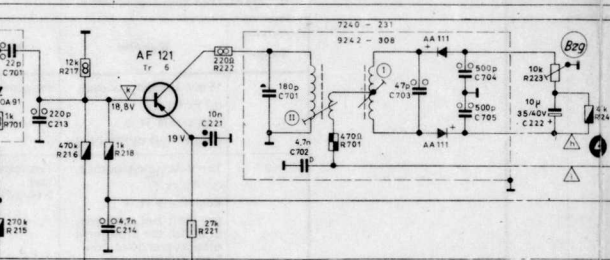 7240 - 231
9242 - 308
22p
C701
OA91
1k
R701
12k
R217
220p
C213
18,8V
AF 121
Tr 6
220Ω
R222
19V
10n
C221
180p
C701
II
I
47p
C703
AA 111
500p
C704
500p
C705
AA 111
10k
R223
Bzg
10µ
35/40V
C222
470Ω
R701
4,7n
C702
D
470k
R216
1k
R218
270k
R215
4,7n
C214
27k
R221
h